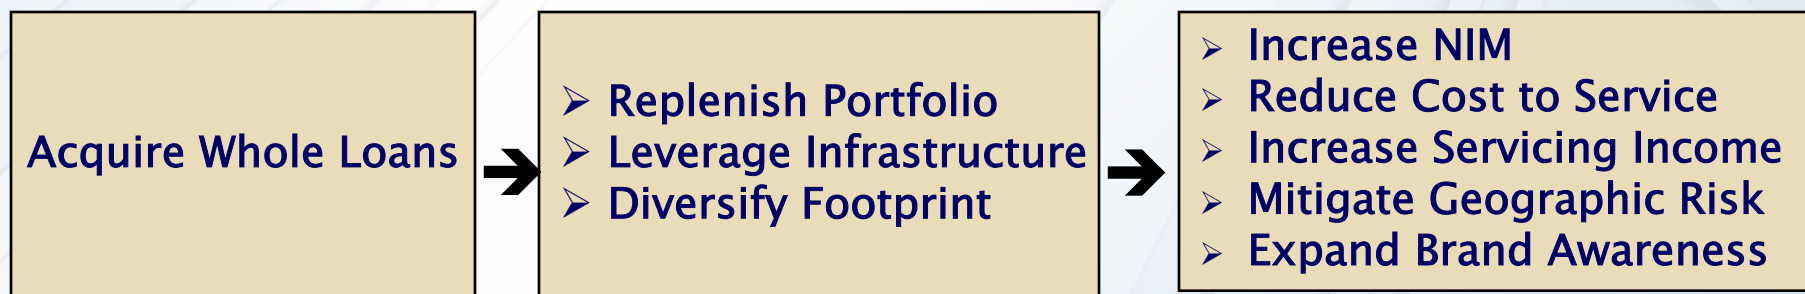 Acquire Whole Loans
➔
➢ Replenish Portfolio
➢ Leverage Infrastructure
➢ Diversify Footprint
➔
➢ Increase NIM
➢ Reduce Cost to Service
➢ Increase Servicing Income
➢ Mitigate Geographic Risk
➢ Expand Brand Awareness